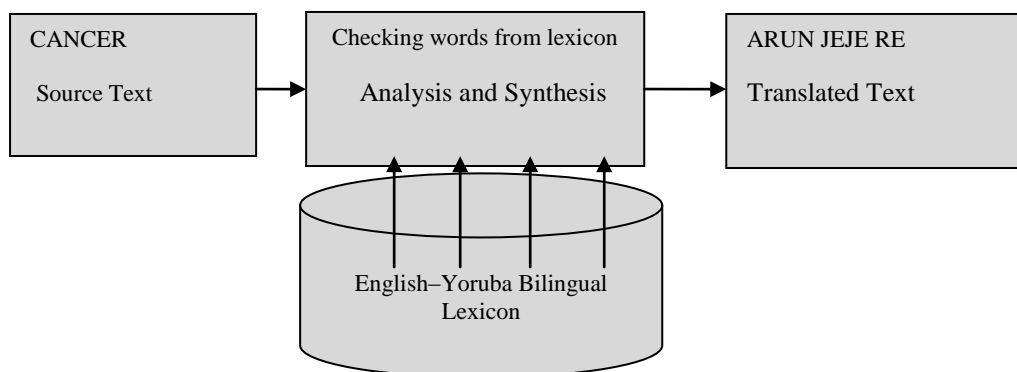 CANCER
Source Text
Checking words from lexicon
Analysis and Synthesis
ARUN JEJE RE
Translated Text
English–Yoruba Bilingual
Lexicon